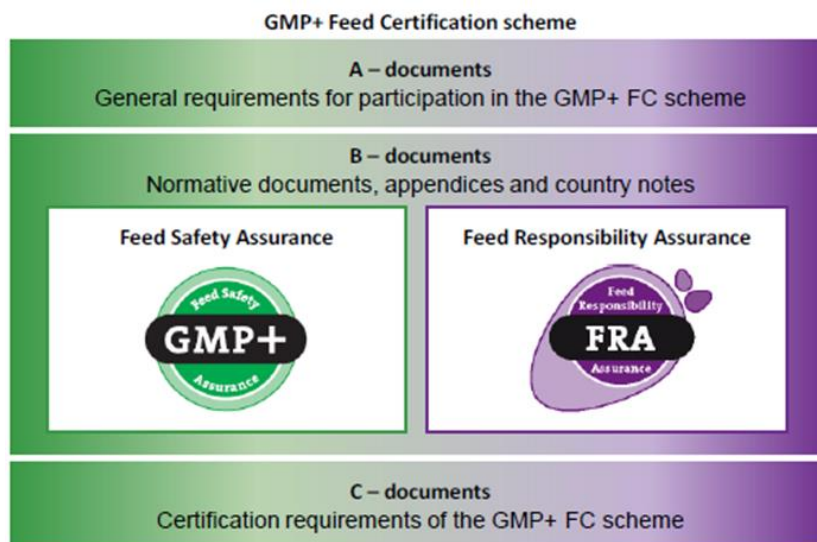 GMP+ Feed Certification scheme
A – documents
General requirements for participation in the GMP+ FC scheme
B – documents
Normative documents, appendices and country notes
Feed Safety Assurance
Feed Safety
GMP+
Assurance
Feed Responsibility Assurance
Feed
Responsibility
FRA
Assurance
C – documents
Certification requirements of the GMP+ FC scheme